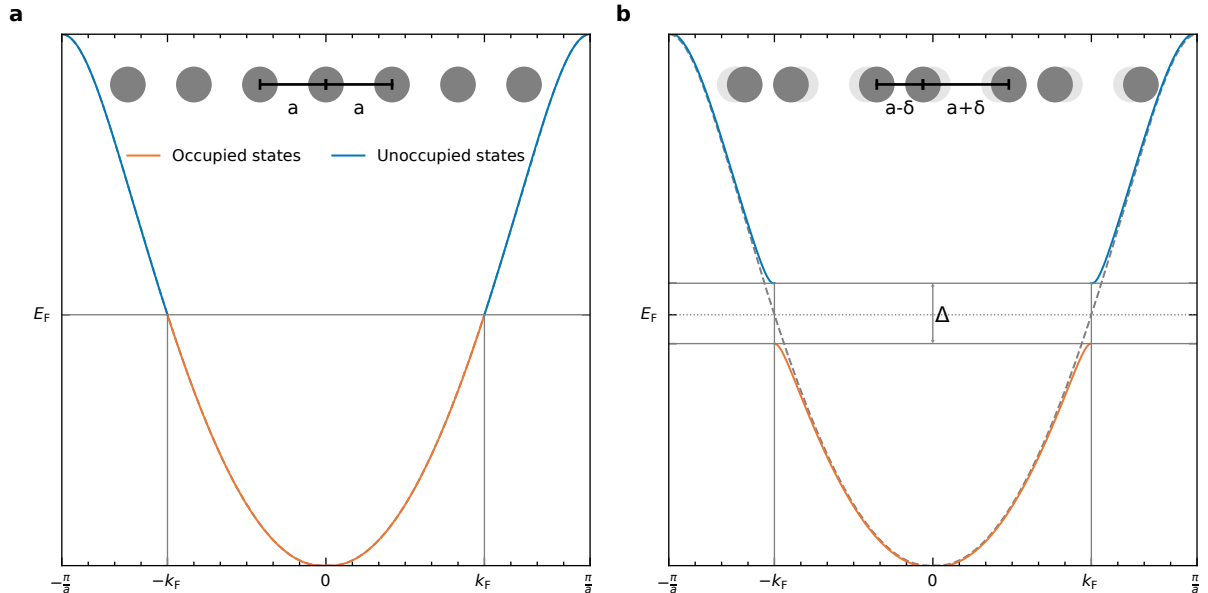 a
a a
Occupied states Unoccupied states
E_F
−π/a −k_F 0 k_F π/a
b
a-δ a+δ
Δ
E_F
−π/a −k_F 0 k_F π/a